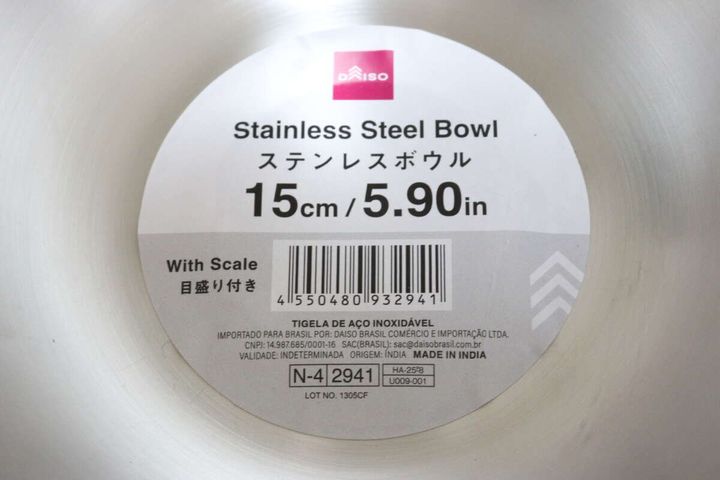 DAISO
Stainless Steel Bowl
ステンレスボウル
15cm / 5.90in
With Scale
目盛り付き
4 550480 932941
TIGELA DE AÇO INOXIDÁVEL
IMPORTADO PARA BRASIL POR: DAISO BRASIL COMÉRCIO E IMPORTAÇÃO LTDA.
CNPJ: 14.987.685/0001-16 SAC(BRASIL): sac@daisobrasil.com.br
VALIDADE: INDETERMINADA ORIGEM: ÍNDIA MADE IN INDIA
N-4 2941
U009-001
LOT NO. 1305CF